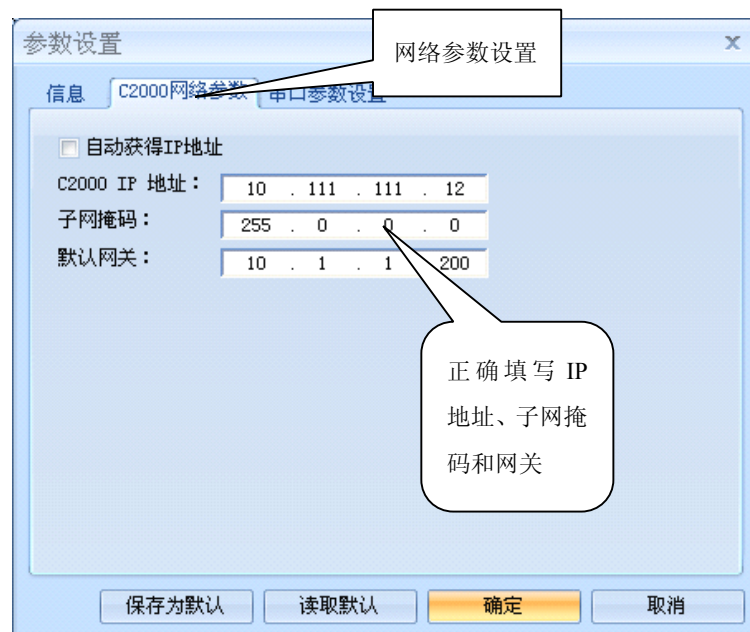 参数设置
网络参数设置
信息 C2000网络参数 串口参数设置
自动获得IP地址
C2000 IP 地址： 10 . 111 . 111 . 12
子网掩码： 255 . 0 . 0 . 0
默认网关： 10 . 1 . 1 . 200
正确填写 IP
地址、子网掩
码和网关
保存为默认 读取默认 确定 取消